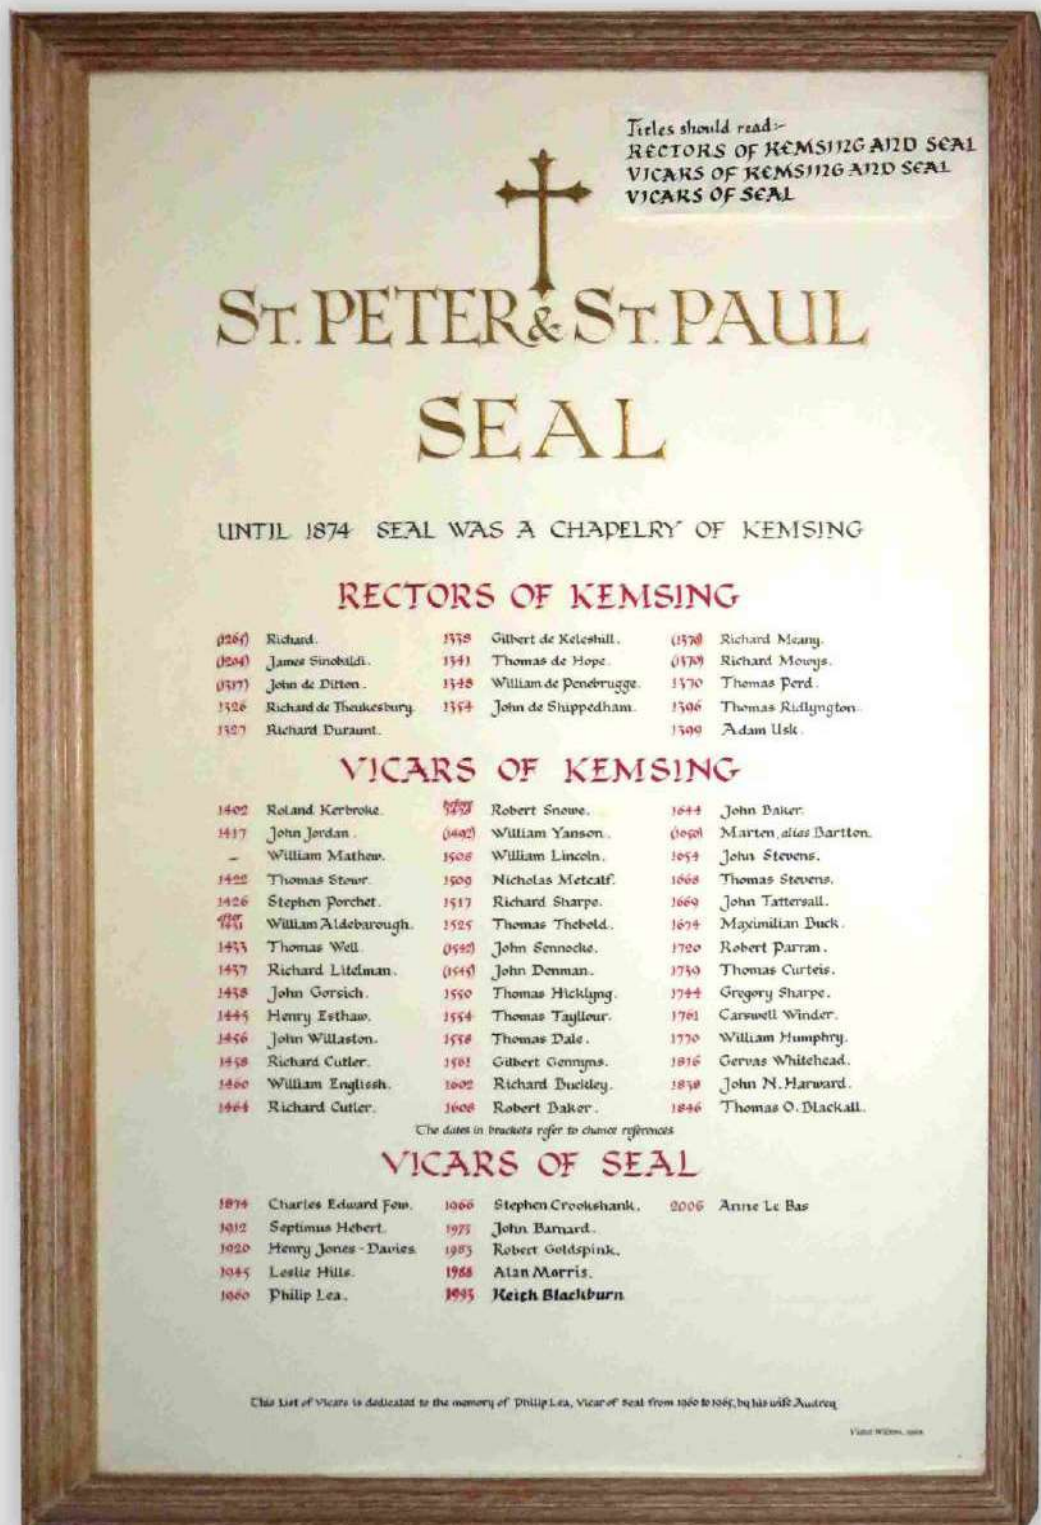 Titles should read:-
RECTORS OF KEMSING AND SEAL
VICARS OF KEMSING AND SEAL
VICARS OF SEAL
ST. PETER & ST. PAUL
SEAL
UNTIL 1874 SEAL WAS A CHAPELRY OF KEMSING
RECTORS OF KEMSING
Richard.
James Sinobaldi.
(1317) John de Ditton.
1326 Richard de Theukesbury.
1327 Richard Duraunt.
1338 Gilbert de Keleshill.
1341 Thomas de Hope.
1348 William de Penebrugge.
1354 John de Shippedham.
(1370) Richard Meany.
(1370) Richard Mowys.
1370 Thomas Perd.
1396 Thomas Ridlyngton.
1399 Adam Usk.
VICARS OF KEMSING
1402 Roland Kerbroke.
1417 John Jordan.
– William Mathew.
1422 Thomas Stowr.
1426 Stephen Porchet.
after 1431 William Aldebarough.
1433 Thomas Well.
1437 Richard Litelman.
1438 John Gorsich.
1445 Henry Esthaw.
1456 John Willaston.
1458 Richard Cutler.
1460 William Englissh.
1464 Richard Cutler.
before Robert Snowe.
(1492) William Yanson.
1508 William Lincoln.
1509 Nicholas Metcalf.
1517 Richard Sharpe.
1525 Thomas Thebold.
(1542) John Sennocke.
(1545) John Denman.
1550 Thomas Hicklyng.
1554 Thomas Tayllour.
1558 Thomas Dale.
1561 Gilbert Gennyns.
1602 Richard Buckley.
1608 Robert Baker.
1644 John Baker.
(1650) Marten, alias Bartton.
1654 John Stevens.
1668 Thomas Stevens.
1669 John Tattersall.
1674 Maximilian Buck.
1720 Robert Parran.
1739 Thomas Curteis.
1744 Gregory Sharpe.
1761 Carswell Winder.
1770 William Humphry.
1816 Gervas Whitehead.
1838 John N. Harward.
1846 Thomas O. Blackall.
The dates in brackets refer to chance references
VICARS OF SEAL
1874 Charles Edward Few.
1912 Septimus Hebert.
1920 Henry Jones-Davies
1945 Leslie Hills.
1960 Philip Lea.
1966 Stephen Crookshank.
1975 John Barnard.
1983 Robert Goldspink.
1988 Alan Morris.
1995 Keith Blackburn
2006 Anne Le Bas
This List of Vicars is dedicated to the memory of Philip Lea, Vicar of Seal from 1960 to 1965, by his wife Audrey